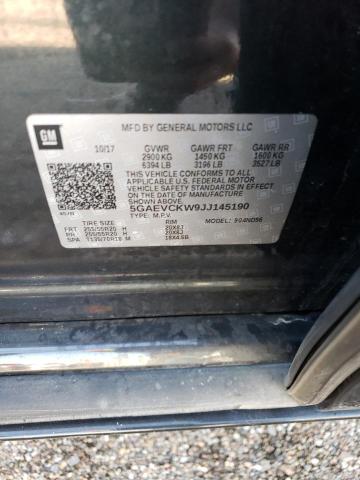 GM
MFD BY GENERAL MOTORS LLC
10/17 GVWR GAWR FRT GAWR RR
2900 KG 1450 KG 1600 KG
6394 LB 3196 LB 3527 LB
THIS VEHICLE CONFORMS TO ALL
APPLICABLE U.S. FEDERAL MOTOR VEHICLE
SAFETY STANDARDS IN EFFECT ON THE DATE
OF MANUFACTURE SHOWN ABOVE.
5GAEVCKW9JJ145190
TYPE: M.P.V.
TIRE SIZE RIM
FRT 255/55R20 H 20X8J
RR 255/55R20 H 20X8J
SPA T135/70R18 M 18X4.5B